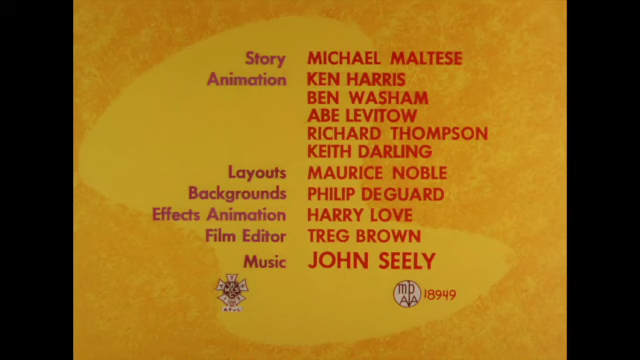 Story MICHAEL MALTESE
Animation KEN HARRIS
BEN WASHAM
ABE LEVITOW
RICHARD THOMPSON
KEITH DARLING
Layouts MAURICE NOBLE
Backgrounds PHILIP DEGUARD
Effects Animation HARRY LOVE
Film Editor TREG BROWN
Music JOHN SEELY
MPAA 18949